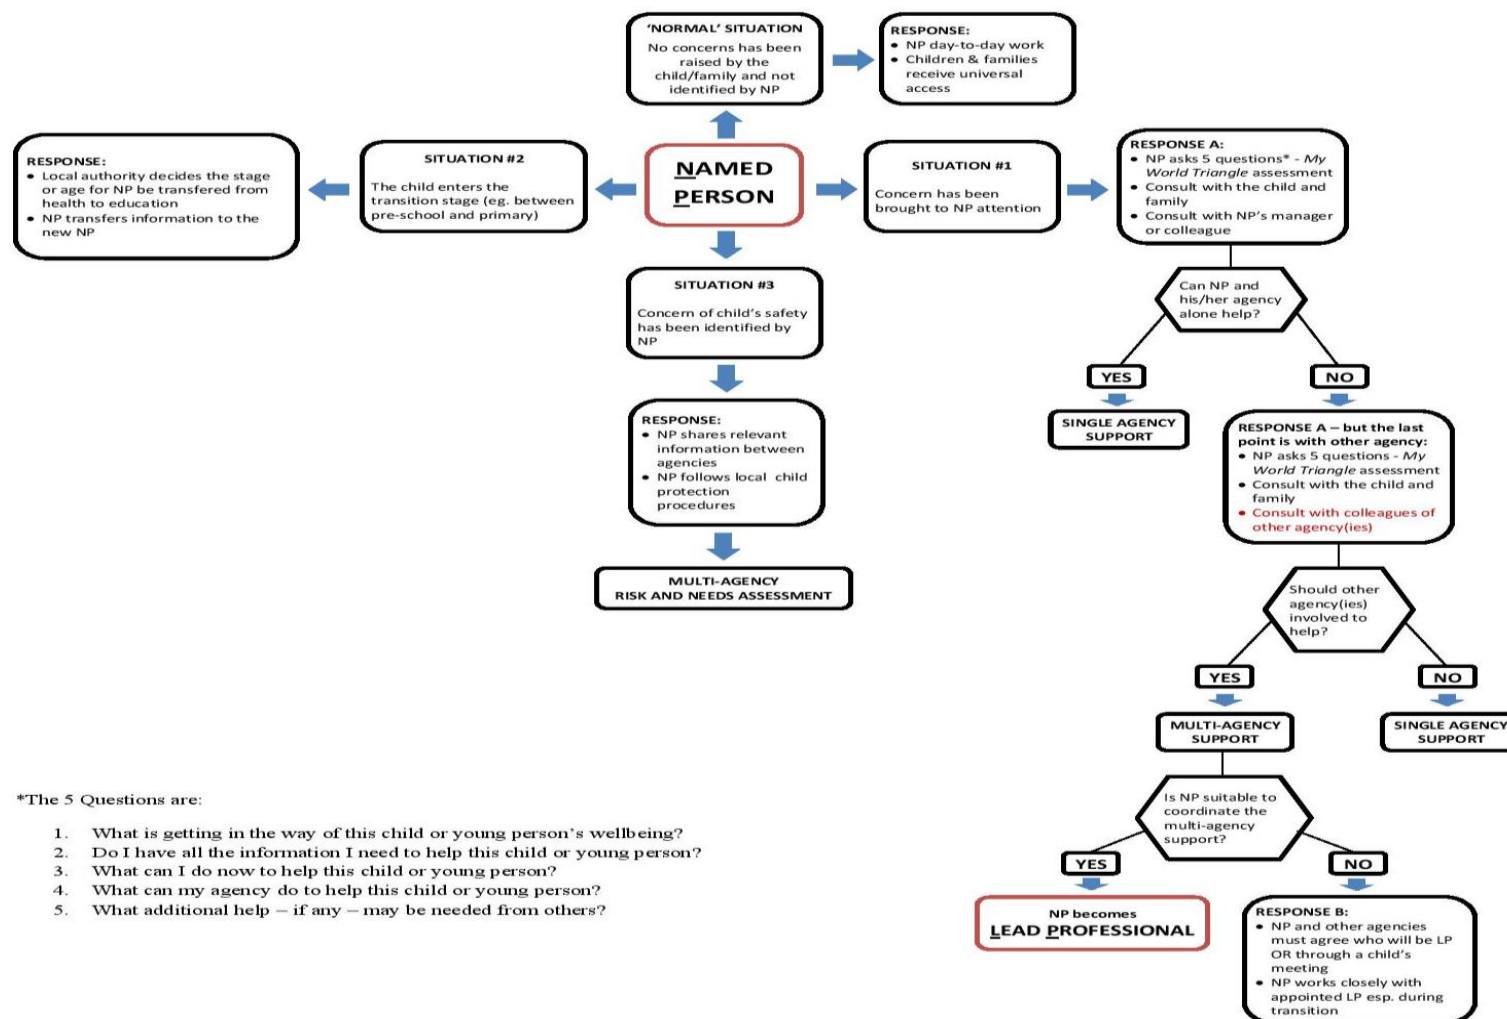 ‘NORMAL’ SITUATION
No concerns has been
raised by the
child/family and not
identified by NP
RESPONSE:
• NP day-to-day work
• Children & families
receive universal
access
RESPONSE:
• Local authority decides the stage
or age for NP be transfered from
health to education
• NP transfers information to the
new NP
SITUATION #2
The child enters the
transition stage (eg. between
pre-school and primary)
NAMED
PERSON
SITUATION #1
Concern has been
brought to NP attention
RESPONSE A:
• NP asks 5 questions* - My
World Triangle assessment
• Consult with the child and
family
• Consult with NP’s manager
or colleague
SITUATION #3
Concern of child’s safety
has been identified by
NP
RESPONSE:
• NP shares relevant
information between
agencies
• NP follows local child
protection
procedures
MULTI-AGENCY
RISK AND NEEDS ASSESSMENT
Can NP and
his/her agency
alone help?
YES
NO
SINGLE AGENCY
SUPPORT
RESPONSE A – but the last
point is with other agency:
• NP asks 5 questions - My
World Triangle assessment
• Consult with the child and
family
• Consult with colleagues of
other agency(ies)
Should other
agency(ies)
involved to
help?
YES
NO
MULTI-AGENCY
SUPPORT
SINGLE AGENCY
SUPPORT
Is NP suitable to
coordinate the
multi-agency
support?
YES
NO
NP becomes
LEAD PROFESSIONAL
RESPONSE B:
• NP and other agencies
must agree who will be LP
OR through a child’s
meeting
• NP works closely with
appointed LP esp. during
transition
*The 5 Questions are:
1. What is getting in the way of this child or young person’s wellbeing?
2. Do I have all the information I need to help this child or young person?
3. What can I do now to help this child or young person?
4. What can my agency do to help this child or young person?
5. What additional help – if any – may be needed from others?